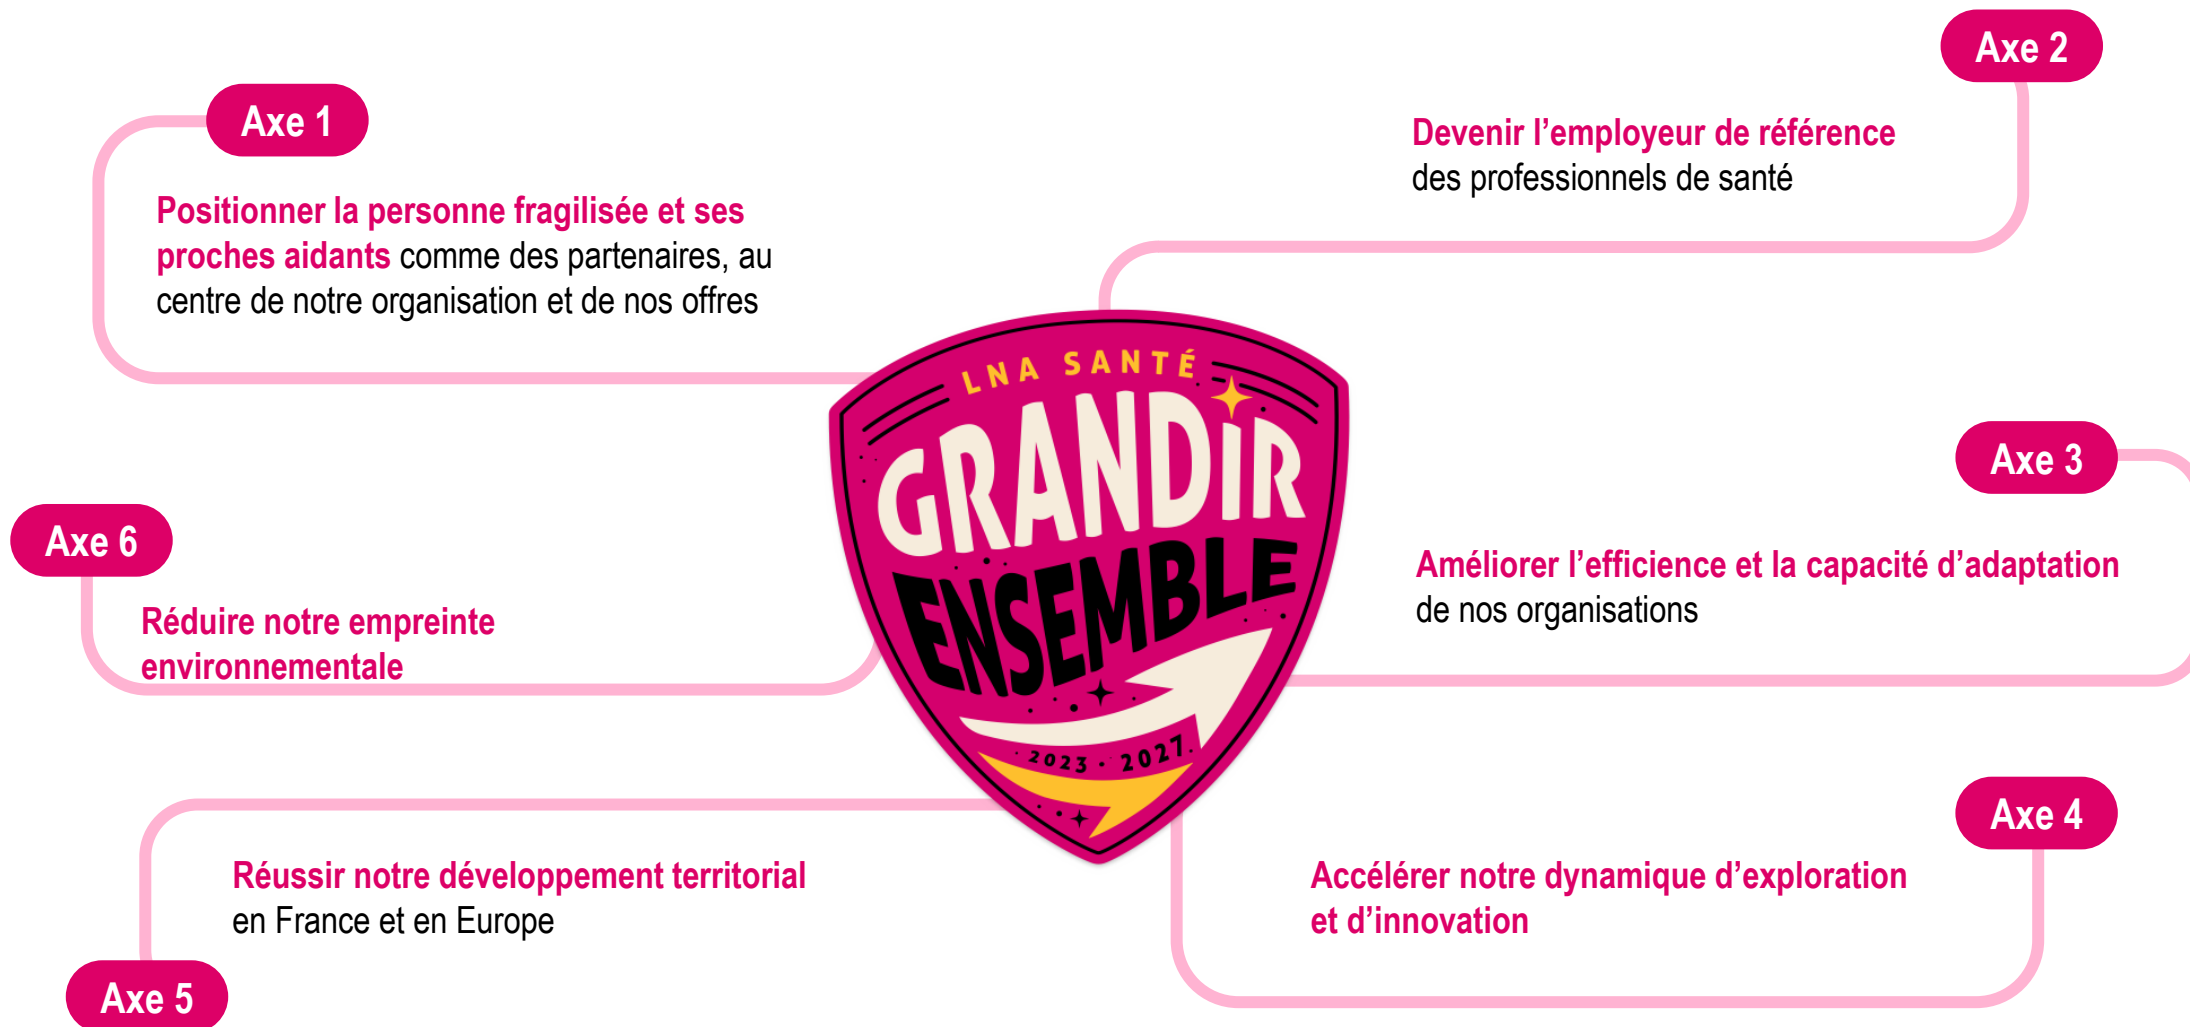 Axe 1
Positionner la personne fragilisée et ses
proches aidants comme des partenaires, au
centre de notre organisation et de nos offres
Axe 2
Devenir l’employeur de référence
des professionnels de santé
LNA SANTÉ
GRANDiR
ENSEMBLE
· 2023 · 2027.
Axe 3
Améliorer l’efficience et la capacité d’adaptation
de nos organisations
Axe 6
Réduire notre empreinte
environnementale
Axe 4
Accélérer notre dynamique d’exploration
et d’innovation
Réussir notre développement territorial
en France et en Europe
Axe 5